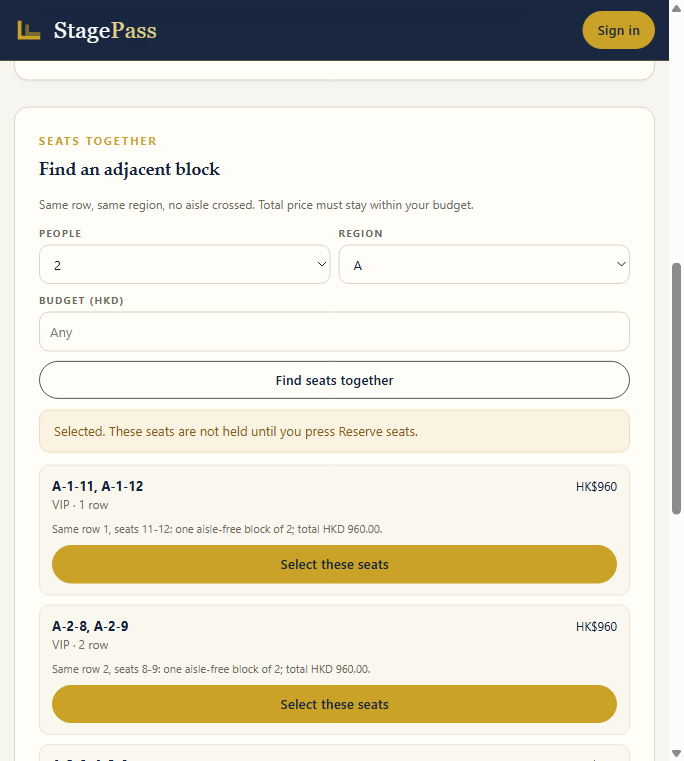 StagePass
Sign in
SEATS TOGETHER
Find an adjacent block
Same row, same region, no aisle crossed. Total price must stay within your budget.
PEOPLE
REGION
2
A
BUDGET (HKD)
Any
Find seats together
Selected. These seats are not held until you press Reserve seats.
A-1-11, A-1-12
HK$960
VIP · 1 row
Same row 1, seats 11-12: one aisle-free block of 2; total HKD 960.00.
Select these seats
A-2-8, A-2-9
HK$960
VIP · 2 row
Same row 2, seats 8-9: one aisle-free block of 2; total HKD 960.00.
Select these seats